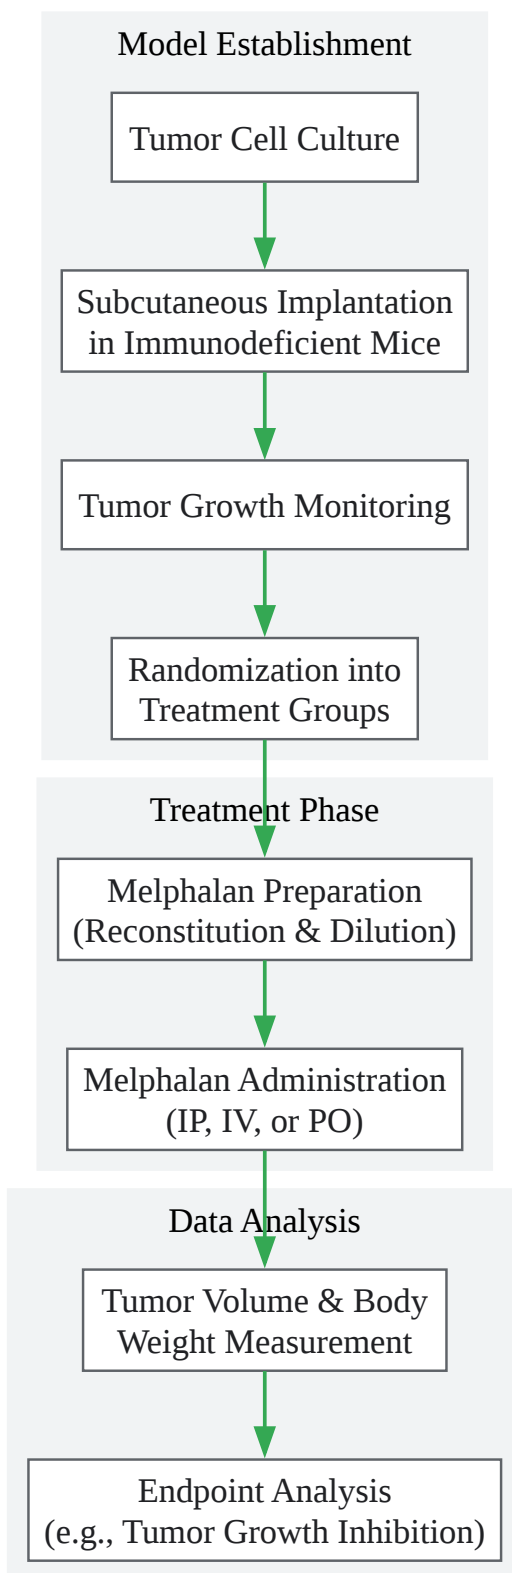 Model Establishment
Tumor Cell Culture
Subcutaneous Implantation
in Immunodeficient Mice
Tumor Growth Monitoring
Randomization into
Treatment Groups
Treatment Phase
Melphalan Preparation
(Reconstitution & Dilution)
Melphalan Administration
(IP, IV, or PO)
Data Analysis
Tumor Volume & Body
Weight Measurement
Endpoint Analysis
(e.g., Tumor Growth Inhibition)